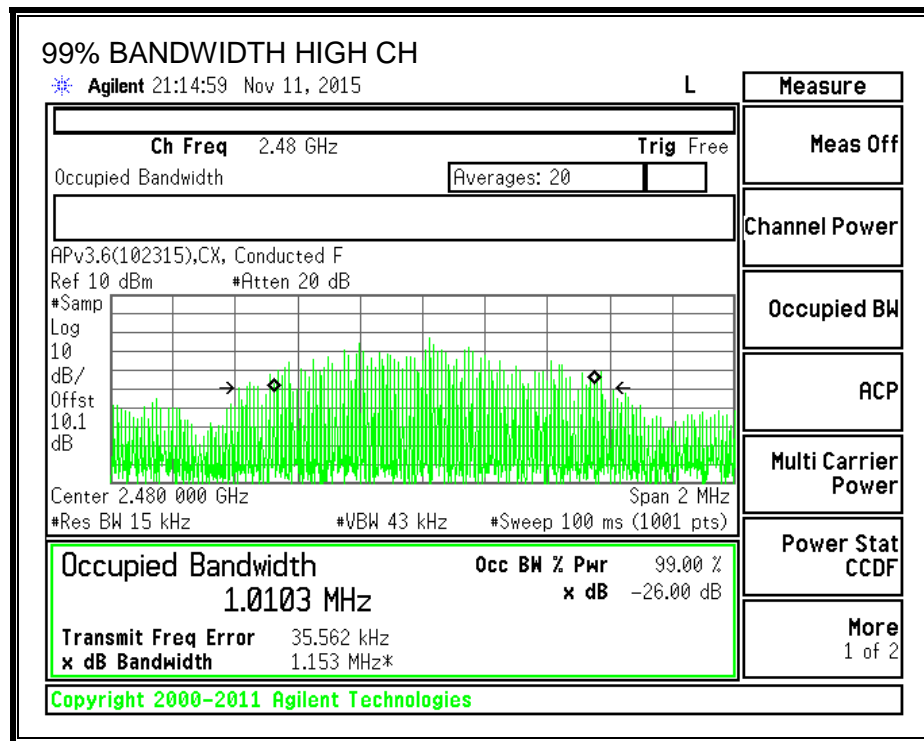 99% BANDWIDTH HIGH CH
Agilent 21:14:59 Nov 11, 2015 L
Measure
Ch Freq 2.48 GHz Trig Free
Meas Off
Occupied Bandwidth Averages: 20
Channel Power
APv3.6(102315),CX, Conducted F
Ref 10 dBm #Atten 20 dB
#Samp
Log
10
dB/
Offst
10.1
dB
Occupied BW
ACP
Multi Carrier
Power
Center 2.480 000 GHz Span 2 MHz
#Res BW 15 kHz #VBW 43 kHz #Sweep 100 ms (1001 pts)
Power Stat
CCDF
Occupied Bandwidth Occ BW % Pwr 99.00 %
1.0103 MHz x dB -26.00 dB
Transmit Freq Error 35.562 kHz
x dB Bandwidth 1.153 MHz*
More
1 of 2
Copyright 2000-2011 Agilent Technologies